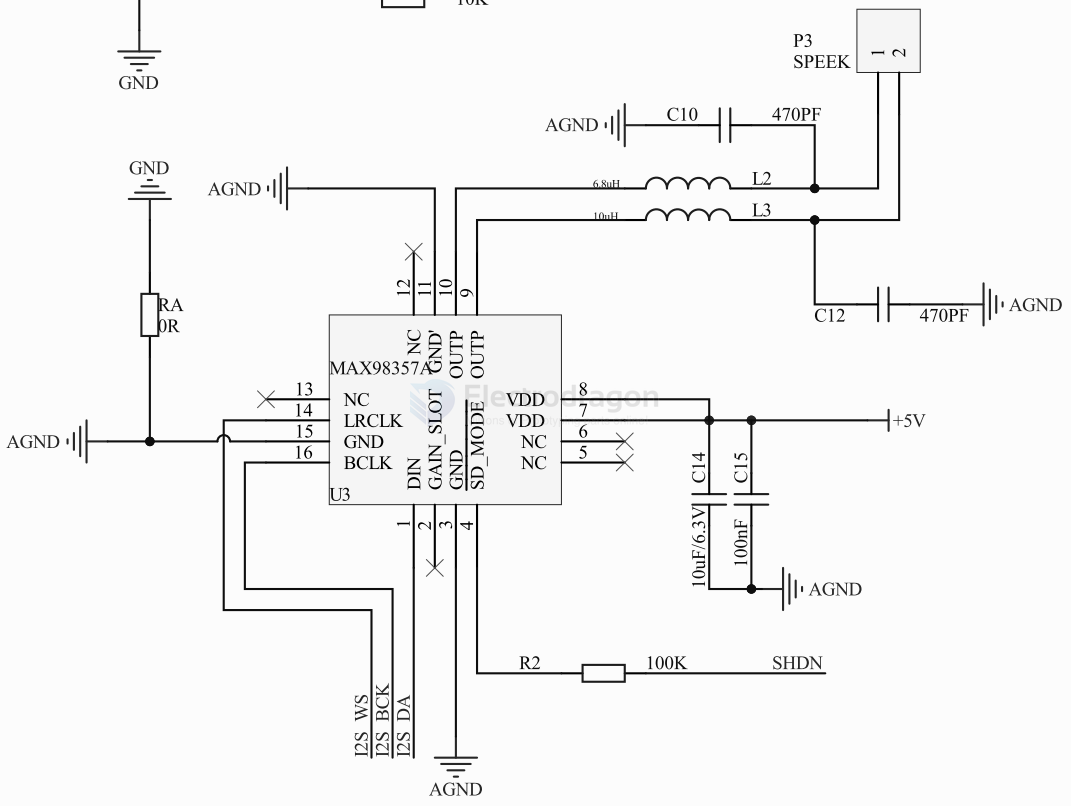 10K
P3
SPEEK
1
2
GND
AGND
C10
470PF
GND
AGND
6.8uH
L2
10uH
L3
12
11
10
9
RA
0R
C12
470PF
AGND
NC
GND'
OUTP
OUTP
MAX98357A
Electrodragon
13
NC
VDD
8
14
LRCLK
VDD
7
+5V
AGND
15
GND
NC
6
16
BCLK
NC
5
DIN
GAIN_SLOT
GND
SD_MODE
U3
C14
C15
10uF/6.3V
100nF
1
2
3
4
AGND
R2
100K
SHDN
I2S_WS
I2S_BCK
I2S_DA
AGND